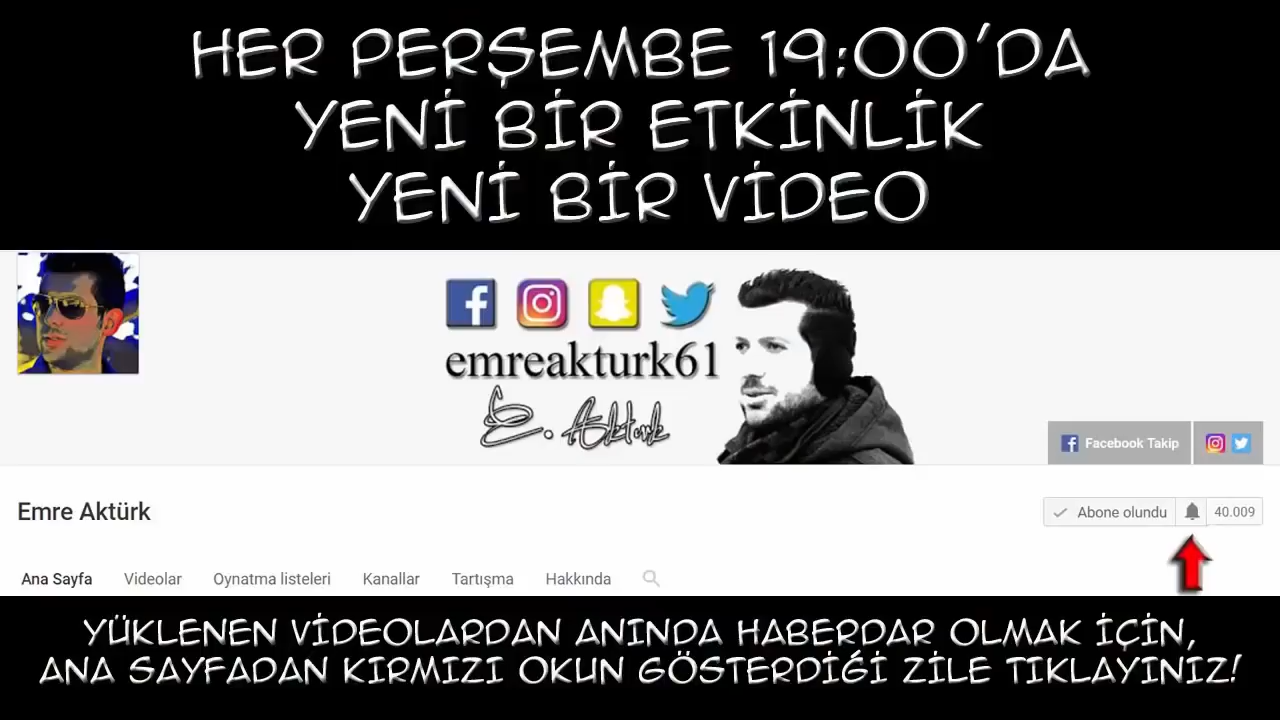 HER PERŞEMBE 19:00'DA
YENİ BİR ETKİNLİK
YENİ BİR VİDEO
emreakturk61
E. Aktürk
Facebook Takip
Emre Aktürk
Abone olundu 40.009
Ana Sayfa Videolar Oynatma listeleri Kanallar Tartışma Hakkında
YÜKLENEN VİDEOLARDAN ANINDA HABERDAR OLMAK İÇİN,
ANA SAYFADAN KIRMIZI OKUN GÖSTERDİĞİ ZİLE TIKLAYINIZ!